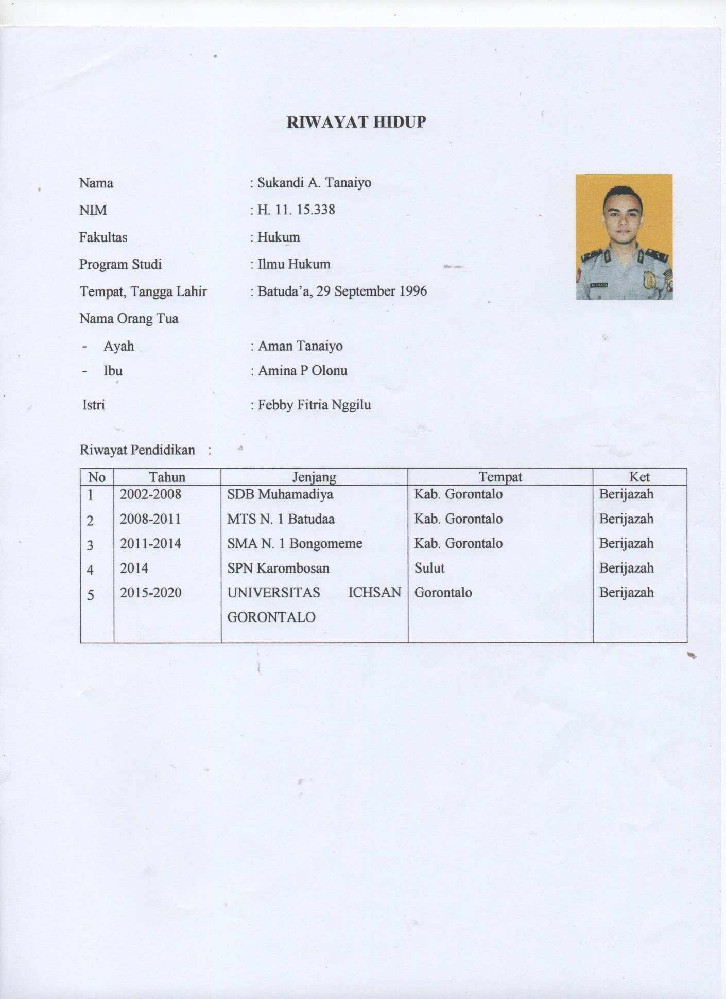 RIWAYAT HIDUP
Nama : Sukandi A. Tanaiyo
NIM : H. 11. 15.338
Fakultas : Hukum
Program Studi : Ilmu Hukum
Tempat, Tangga Lahir : Batuda’a, 29 September 1996
Nama Orang Tua
- Ayah : Aman Tanaiyo
- Ibu : Amina P Olonu
Istri : Febby Fitria Nggilu
Riwayat Pendidikan :
No Tahun Jenjang Tempat Ket
1 2002-2008 SDB Muhamadiya Kab. Gorontalo Berijazah
2 2008-2011 MTS N. 1 Batudaa Kab. Gorontalo Berijazah
3 2011-2014 SMA N. 1 Bongomeme Kab. Gorontalo Berijazah
4 2014 SPN Karombosan Sulut Berijazah
5 2015-2020 UNIVERSITAS ICHSAN Gorontalo Berijazah
GORONTALO